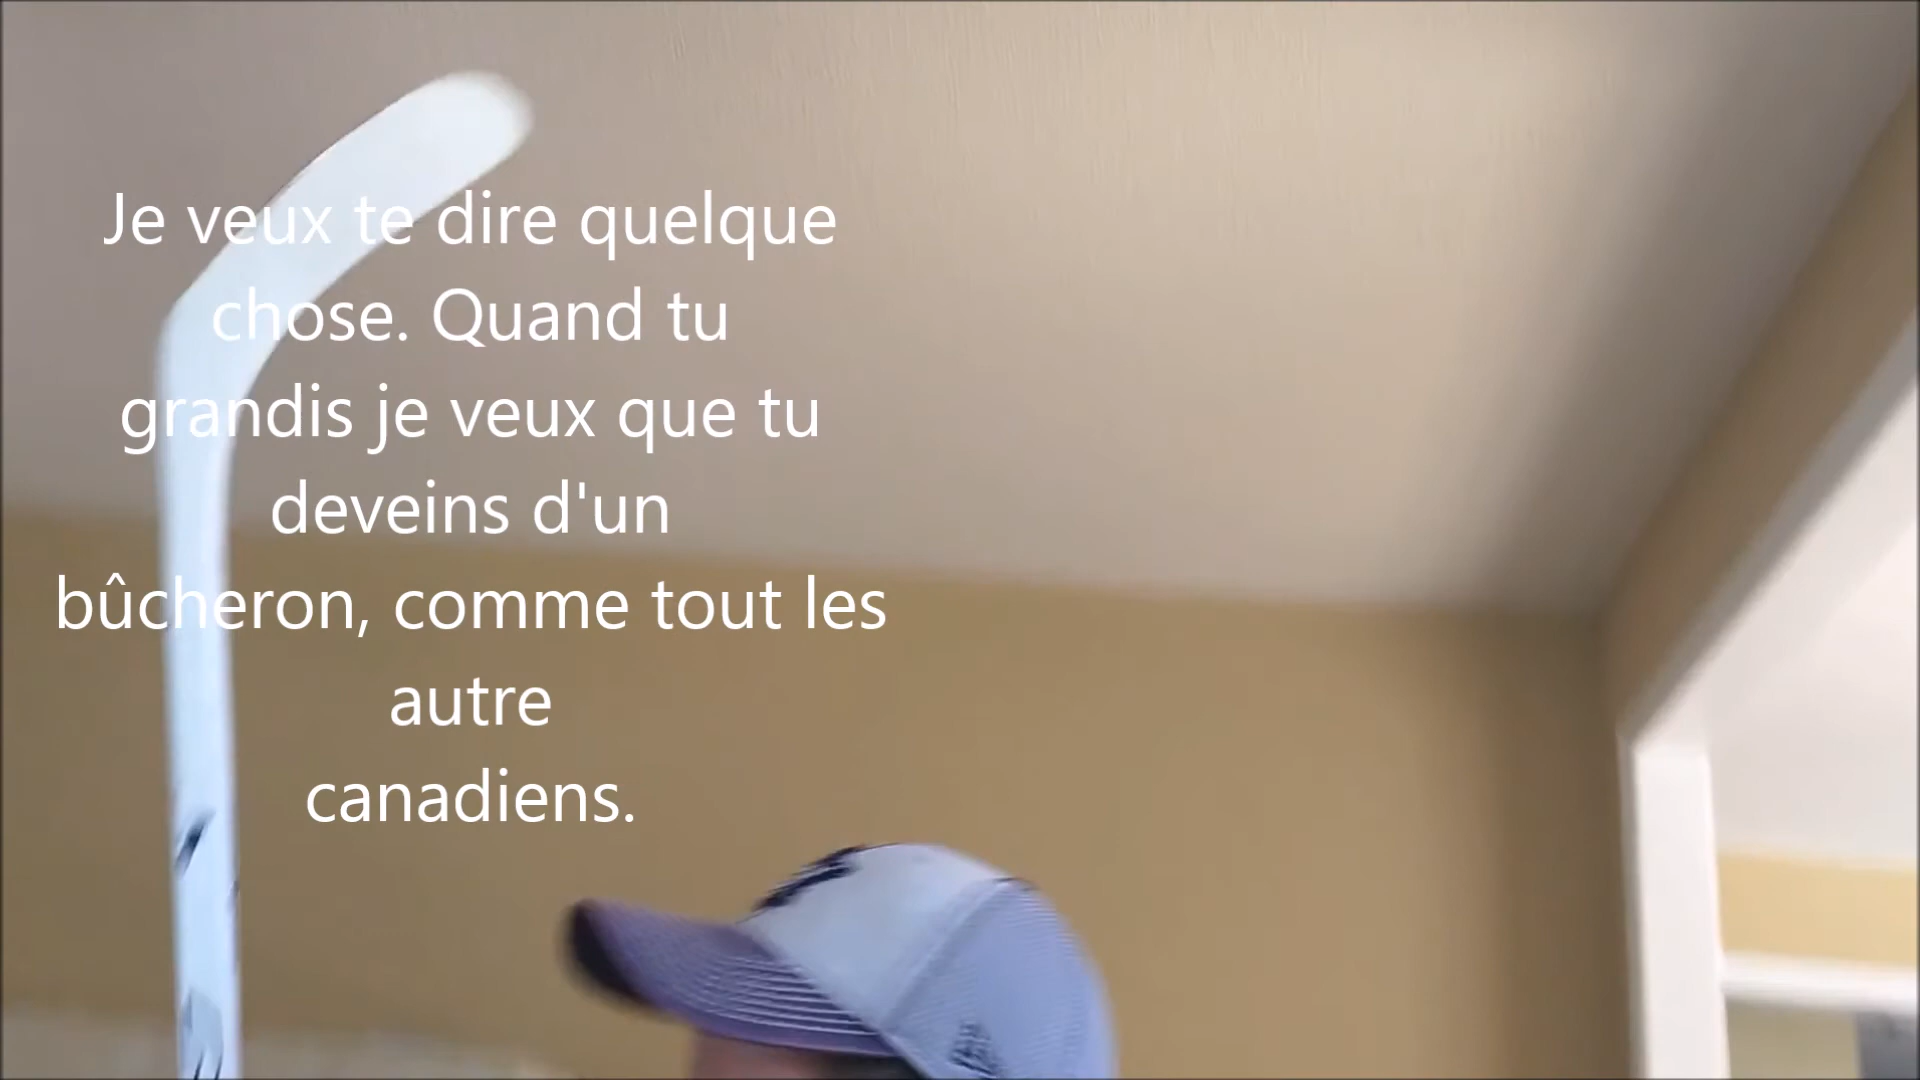 Je veux te dire quelque
chose. Quand tu
grandis je veux que tu
deveins d'un
bûcheron, comme tout les
autre
canadiens.